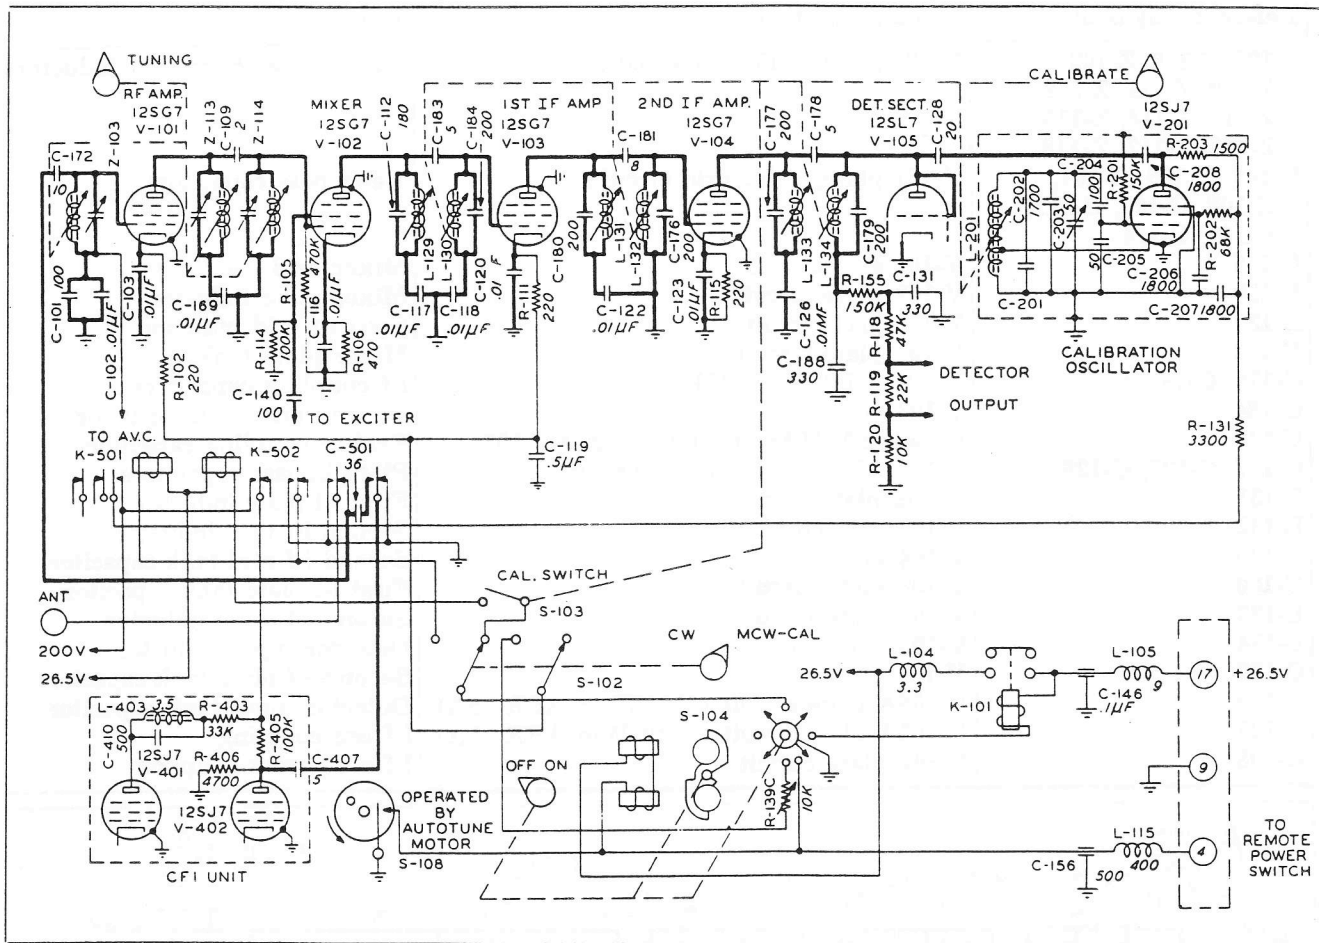 TUNING
RF AMP.
12SG7
V-101
Z-103
C-172
10
Z-113
C-109
2
Z-114
MIXER
12SG7
V-102
C-112
180
C-183
5
C-184
200
1ST IF AMP
12SG7
V-103
C-181
8
2ND IF AMP.
12SG7
V-104
C-177
200
C-178
5
DET. SECT.
12SL7
V-105
C-128
20
CALIBRATE
12SJ7
V-201
R-203
1500
C-204
100
R-201
150K
C-208
1800
C-202
1700
C-203
50
L-201
C-201
C-205
50
C-206
1800
R-202
68K
C-207
1800
CALIBRATION
OSCILLATOR
C-101
100
C-102
.01μF
C-103
.01μF
R-102
220
C-169
.01μF
R-105
470K
R-114
100K
C-116
.01μF
R-106
470
C-140
100
TO EXCITER
L-129
L-130
C-117
.01μF
C-118
.01μF
C-120
.01 F
R-111
220
C-180
200
L-131
L-132
C-176
200
C-122
.01μF
C-123
.01μF
R-115
220
L-133
L-134
C-179
200
C-126
.01MF
R-155
150K
C-131
330
C-188
330
R-118
47K
R-119
22K
R-120
10K
DETECTOR
OUTPUT
R-131
3300
C-119
.5μF
TO A.V.C.
K-501
K-502
C-501
36
CAL. SWITCH
S-103
ANT
200V
26.5V
CW
MCW-CAL
S-102
26.5V
L-104
3.3
K-101
L-105
9
C-146
.1μF
17
+26.5V
9
L-115
400
4
C-156
500
TO
REMOTE
POWER
SWITCH
S-104
R-139C
10K
OFF ON
OPERATED
BY
AUTOTUNE
MOTOR
S-108
L-403
3.5
R-403
33K
C-410
500
12SJ7
V-401
R-405
100K
R-406
4700
C-407
15
12SJ7
V-402
CFI UNIT